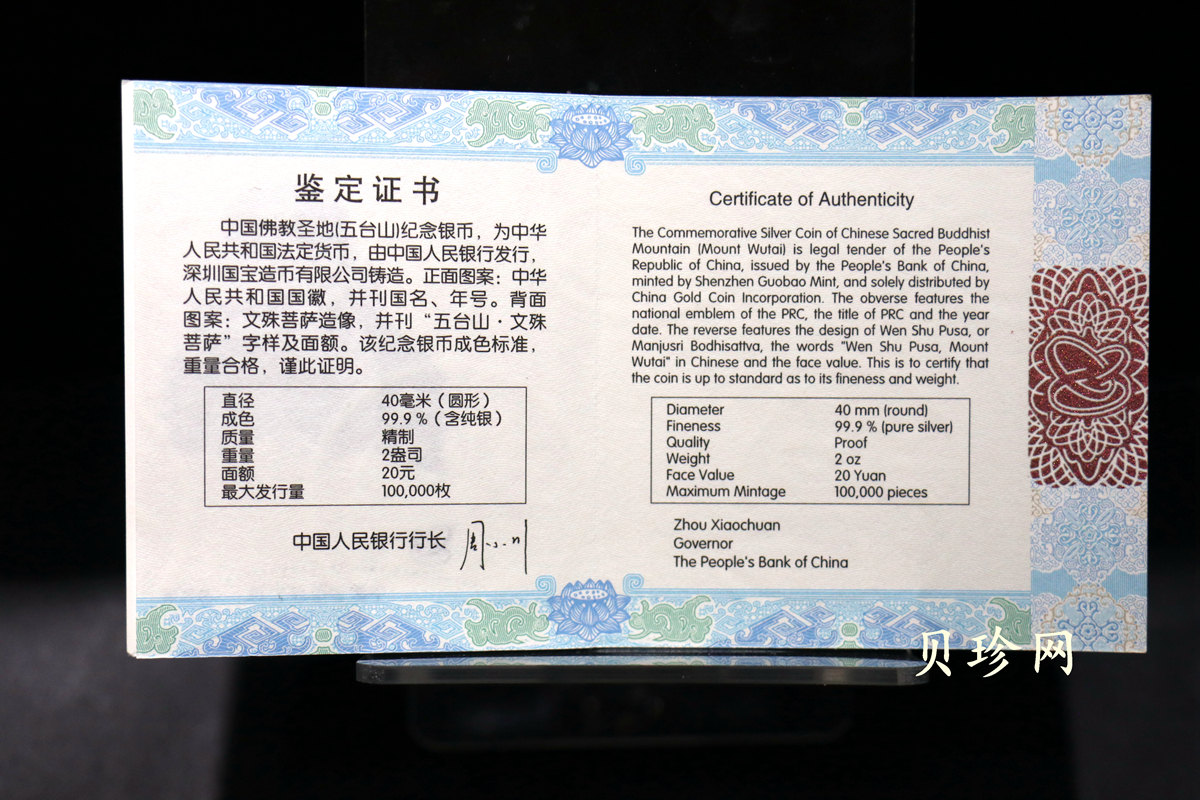 鉴定证书
中国佛教圣地(五台山)纪念银币，为中华
人民共和国法定货币，由中国人民银行发行，
深圳国宝造币有限公司铸造。正面图案：中华
人民共和国国徽，并刊国名、年号。背面
图案：文殊菩萨造像，并刊“五台山·文殊
菩萨”字样及面额。该纪念银币成色标准，
重量合格，谨此证明。
直径 40毫米（圆形）
成色 99.9 %（含纯银）
质量 精制
重量 2盎司
面额 20元
最大发行量 100,000枚
中国人民银行行长 周小川
Certificate of Authenticity
The Commemorative Silver Coin of Chinese Sacred Buddhist
Mountain (Mount Wutai) is legal tender of the People's
Republic of China, issued by the People's Bank of China,
minted by Shenzhen Guobao Mint, and solely distributed by
China Gold Coin Incorporation. The obverse features the
national emblem of the PRC, the title of PRC and the year
date. The reverse features the design of Wen Shu Pusa, or
Manjusri Bodhisattva, the words "Wen Shu Pusa, Mount
Wutai" in Chinese and the face value. This is to certify that
the coin is up to standard as to its fineness and weight.
Diameter 40 mm (round)
Fineness 99.9 % (pure silver)
Quality Proof
Weight 2 oz
Face Value 20 Yuan
Maximum Mintage 100,000 pieces
Zhou Xiaochuan
Governor
The People's Bank of China
贝珍网